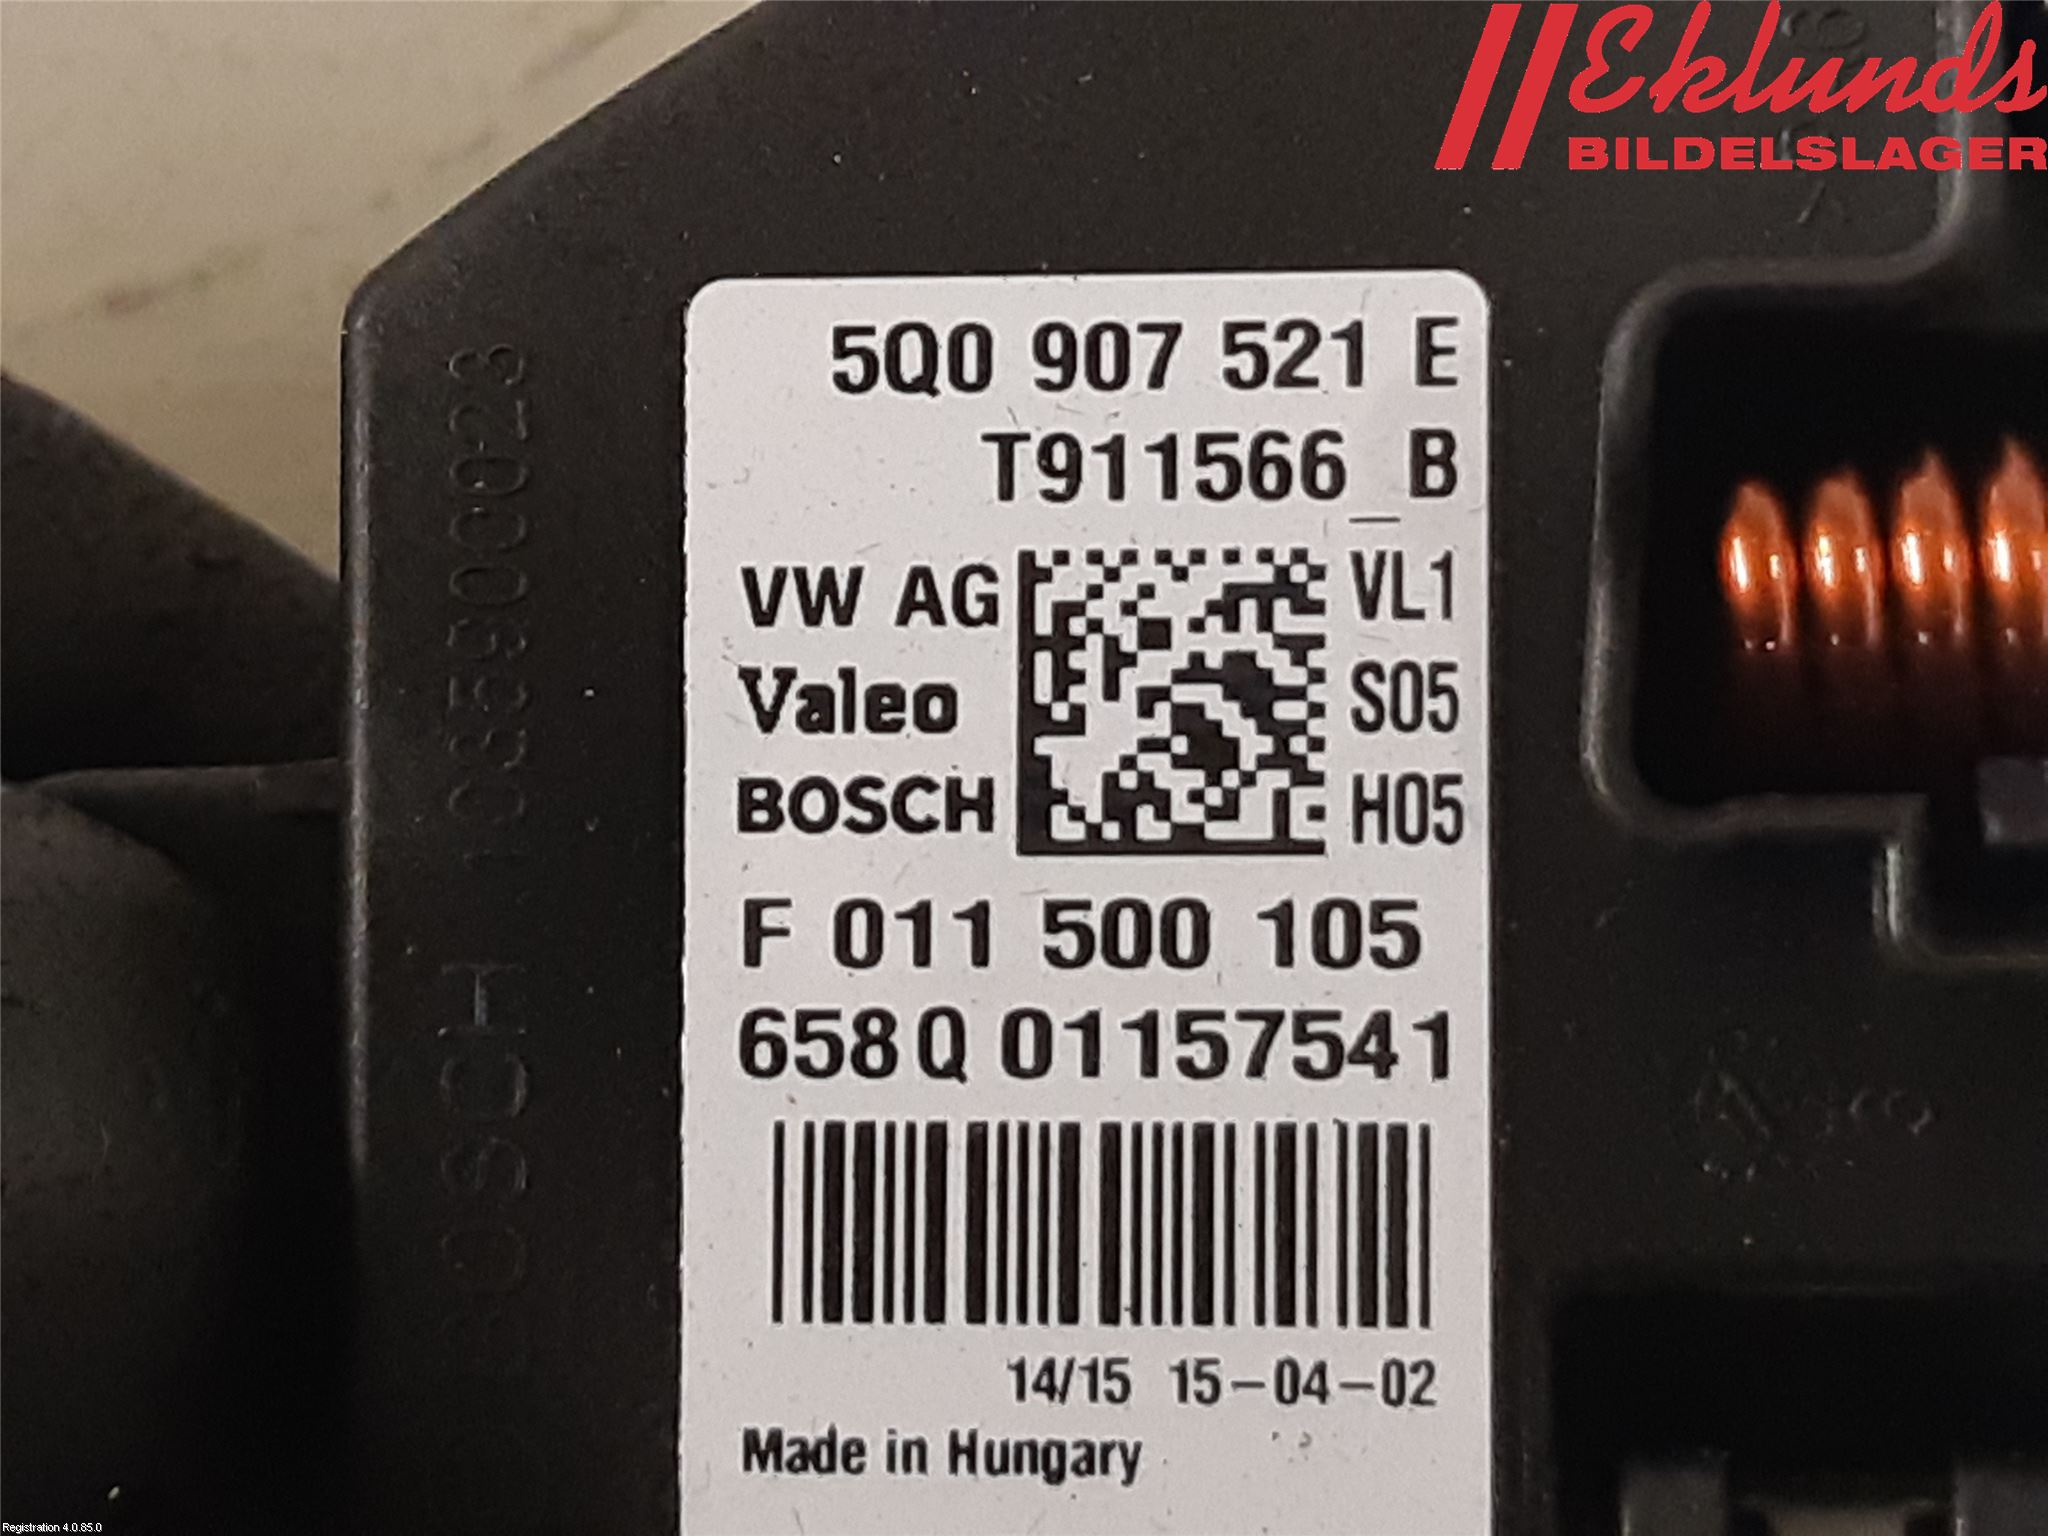 Eklunds
BILDELSLAGER
5Q0 907 521 E
T911566_B
VW AG
VL1
Valeo
S05
BOSCH
H05
F 011 500 105
658Q 01157541
14/15 15-04-02
Made in Hungary
BOSCH
Registration 4.0.85.0